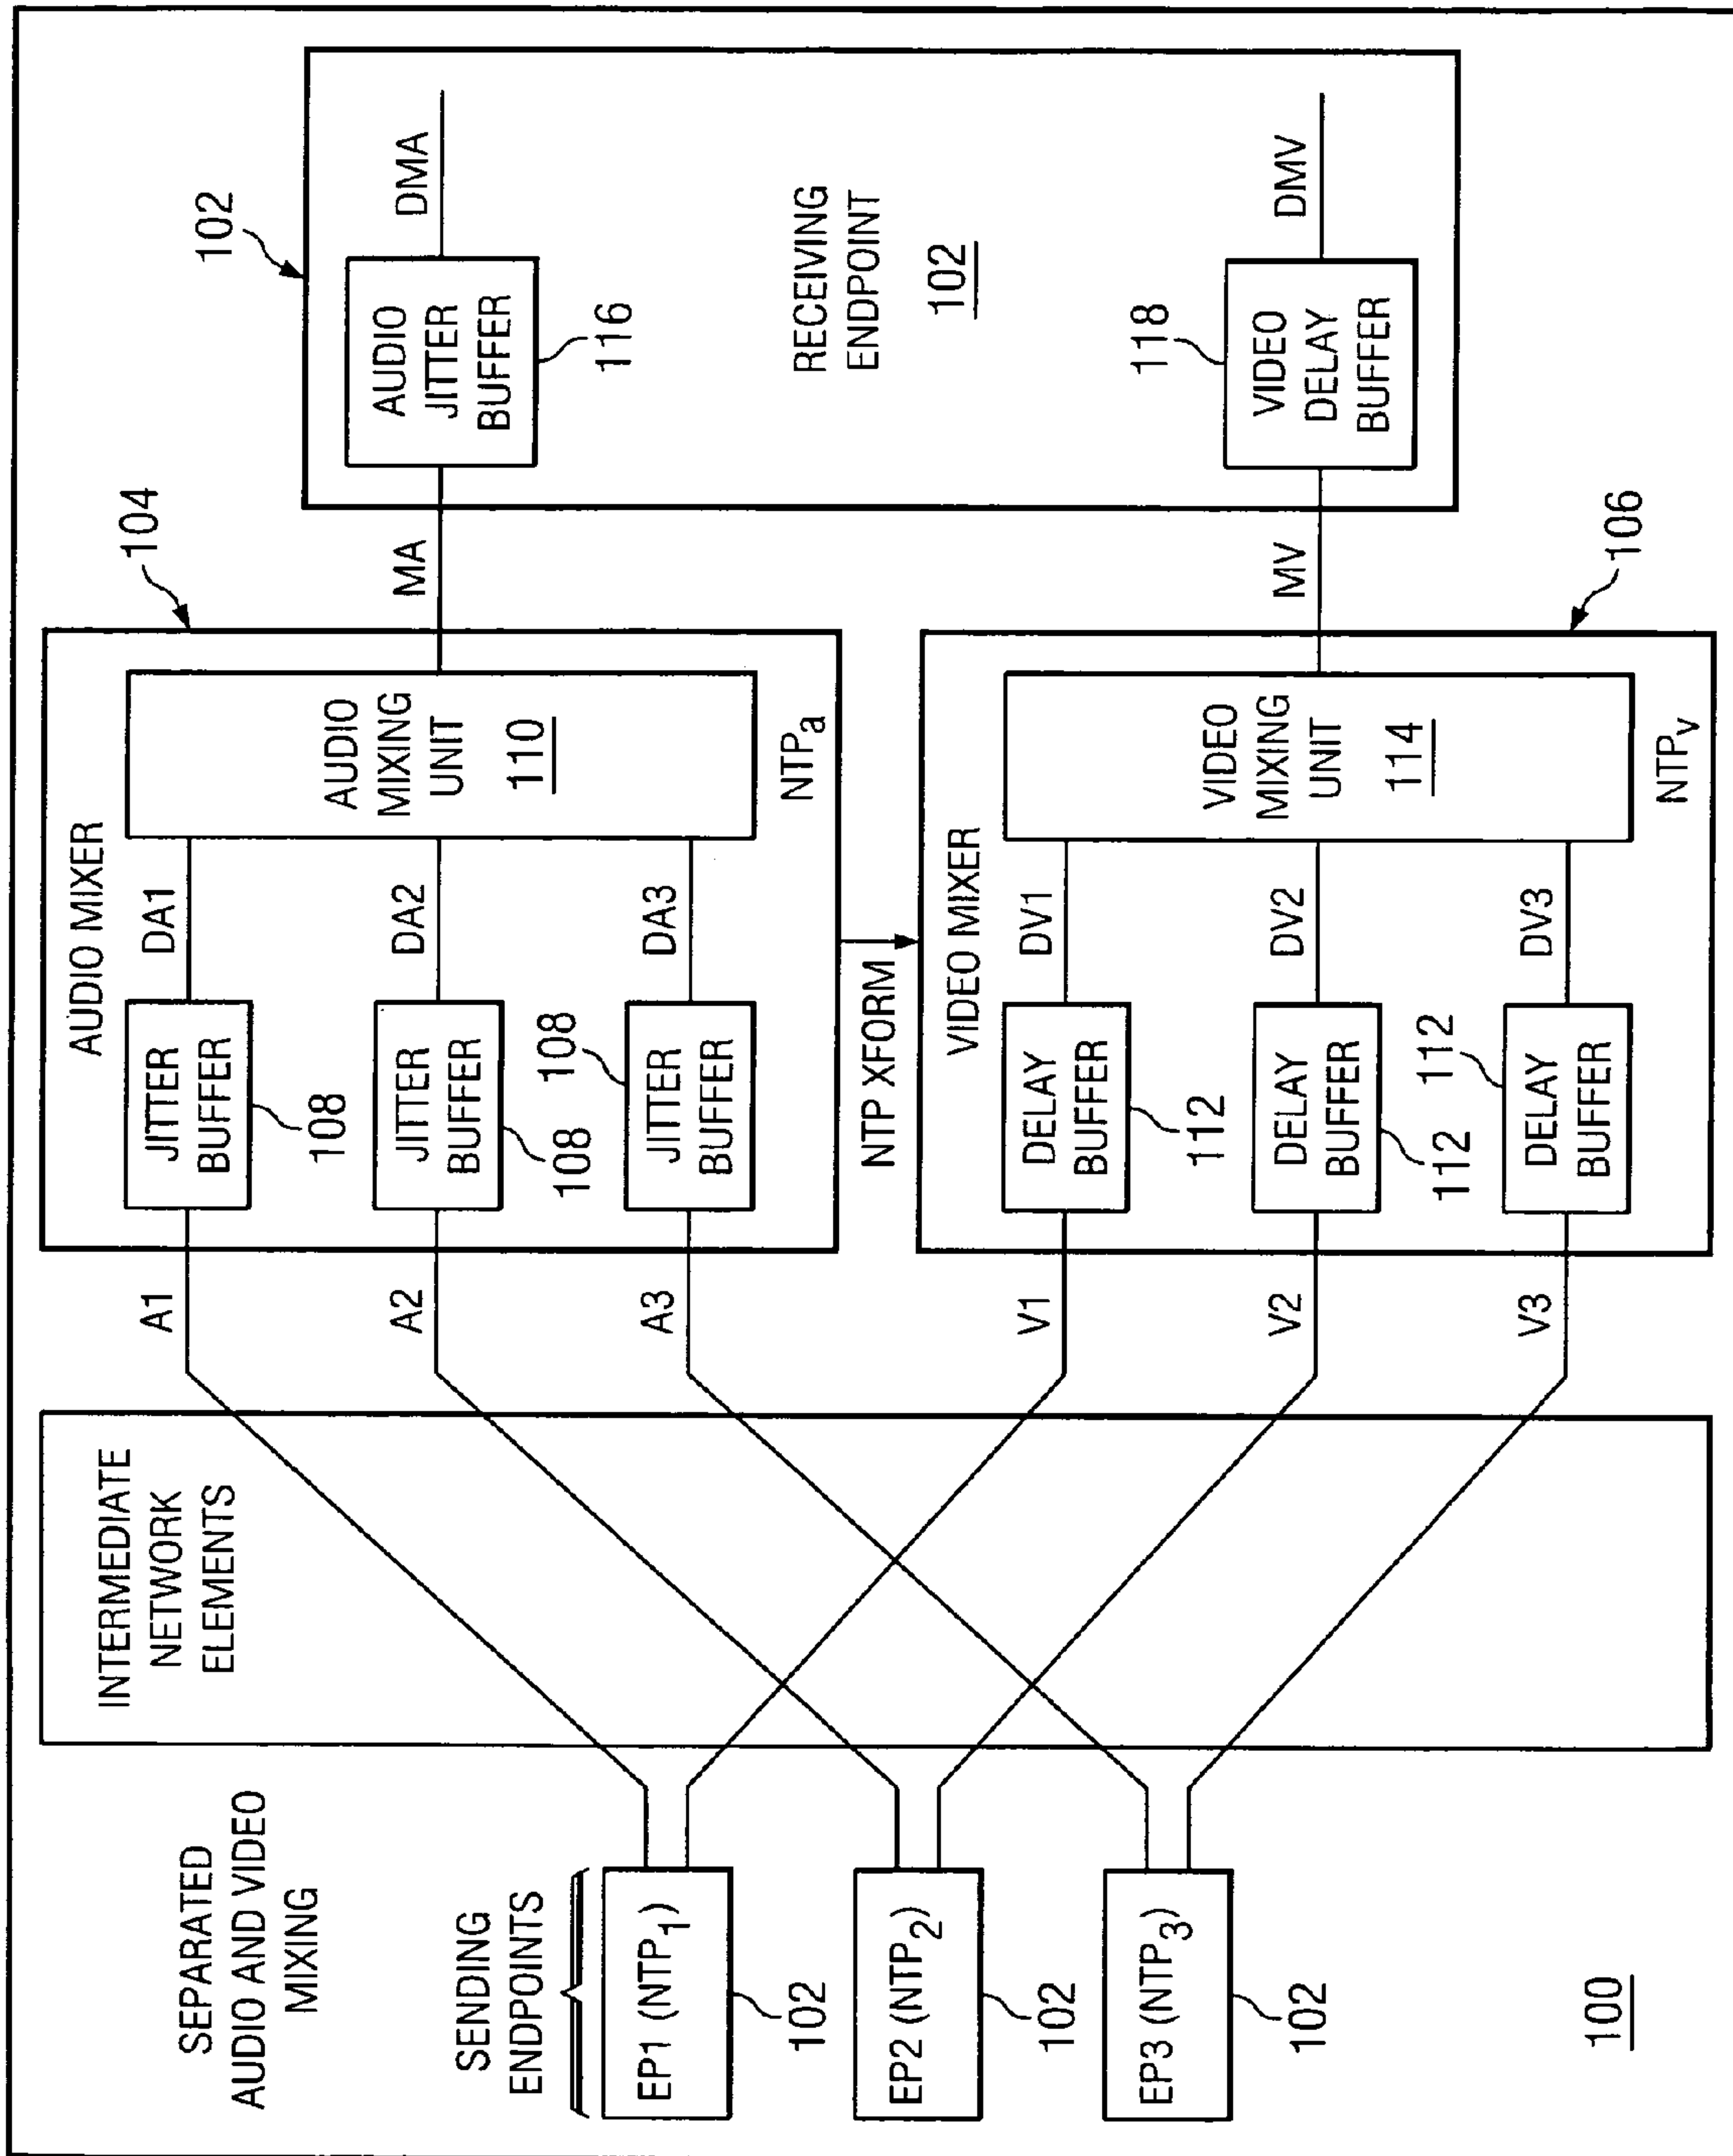 SEPARATED
AUDIO AND VIDEO
MIXING
SENDING
ENDPOINTS
EP1 (NTP1)
102
EP2 (NTP2)
102
EP3 (NTP3)
102
100
INTERMEDIATE
NETWORK
ELEMENTS
A1
A2
A3
V1
V2
V3
104
AUDIO MIXER
JITTER
BUFFER
108
JITTER
BUFFER
108
JITTER
BUFFER
108
DA1
DA2
DA3
AUDIO
MIXING
UNIT
110
NTPa
NTP XFORM
106
VIDEO MIXER
DELAY
BUFFER
112
DELAY
BUFFER
112
DELAY
BUFFER
112
DV1
DV2
DV3
VIDEO
MIXING
UNIT
114
NTPv
MA
MV
102
AUDIO
JITTER
BUFFER
116
DMA
RECEIVING
ENDPOINT
102
VIDEO
DELAY
BUFFER
118
DMV